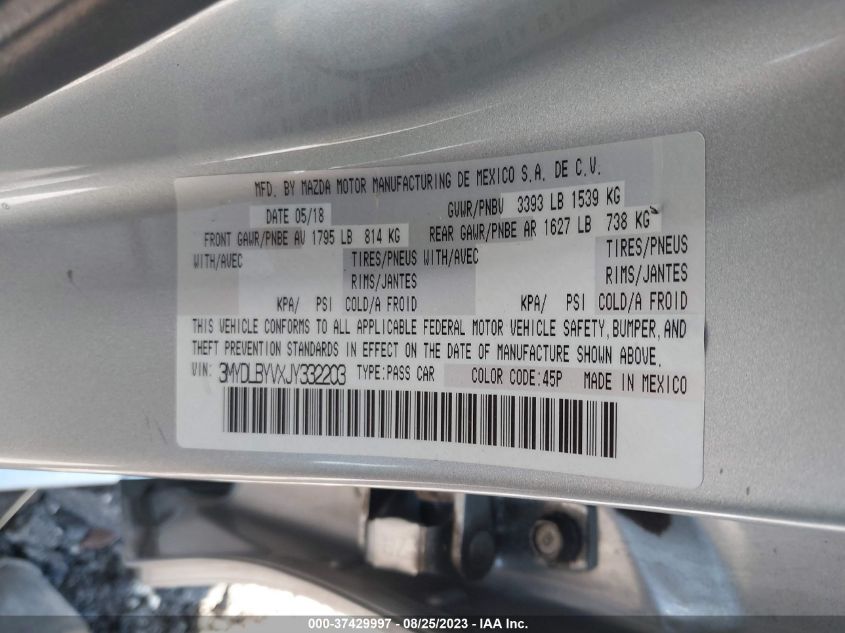 MFD. BY MAZDA MOTOR MANUFACTURING DE MEXICO S.A. DE C.V.
DATE 05/18 GVWR/PNBV 3393 LB 1539 KG
FRONT GAWR/PNBE AV 1795 LB 814 KG REAR GAWR/PNBE AR 1627 LB 738 KG
WITH/AVEC TIRES/PNEUS WITH/AVEC TIRES/PNEUS
RIMS/JANTES RIMS/JANTES
KPA/ PSI COLD/A FROID KPA/ PSI COLD/A FROID
THIS VEHICLE CONFORMS TO ALL APPLICABLE FEDERAL MOTOR VEHICLE SAFETY, BUMPER, AND
THEFT PREVENTION STANDARDS IN EFFECT ON THE DATE OF MANUFACTURE SHOWN ABOVE.
VIN: 3MYDLBYVXJY332203 TYPE:PASS CAR COLOR CODE:45P MADE IN MEXICO
000-37429997 - 08/25/2023 - IAA Inc.